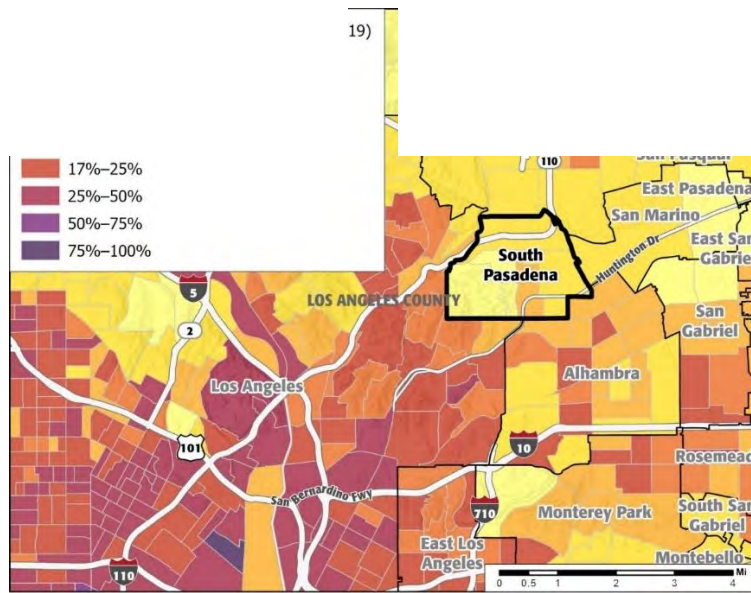 19)
17%–25%
25%–50%
50%–75%
75%–100%
110
San Pasqual
East Pasadena
San Marino
South
Pasadena
Huntington Dr
East San
Gabriel
5
LOS ANGELES COUNTY
2
San
Gabriel
Los Angeles
Alhambra
101
10
Rosemead
San Bernardino Fwy
710
Monterey Park
South San
Gabriel
East Los
Angeles
Montebello
110
Mi
0 0.5 1 2 3 4